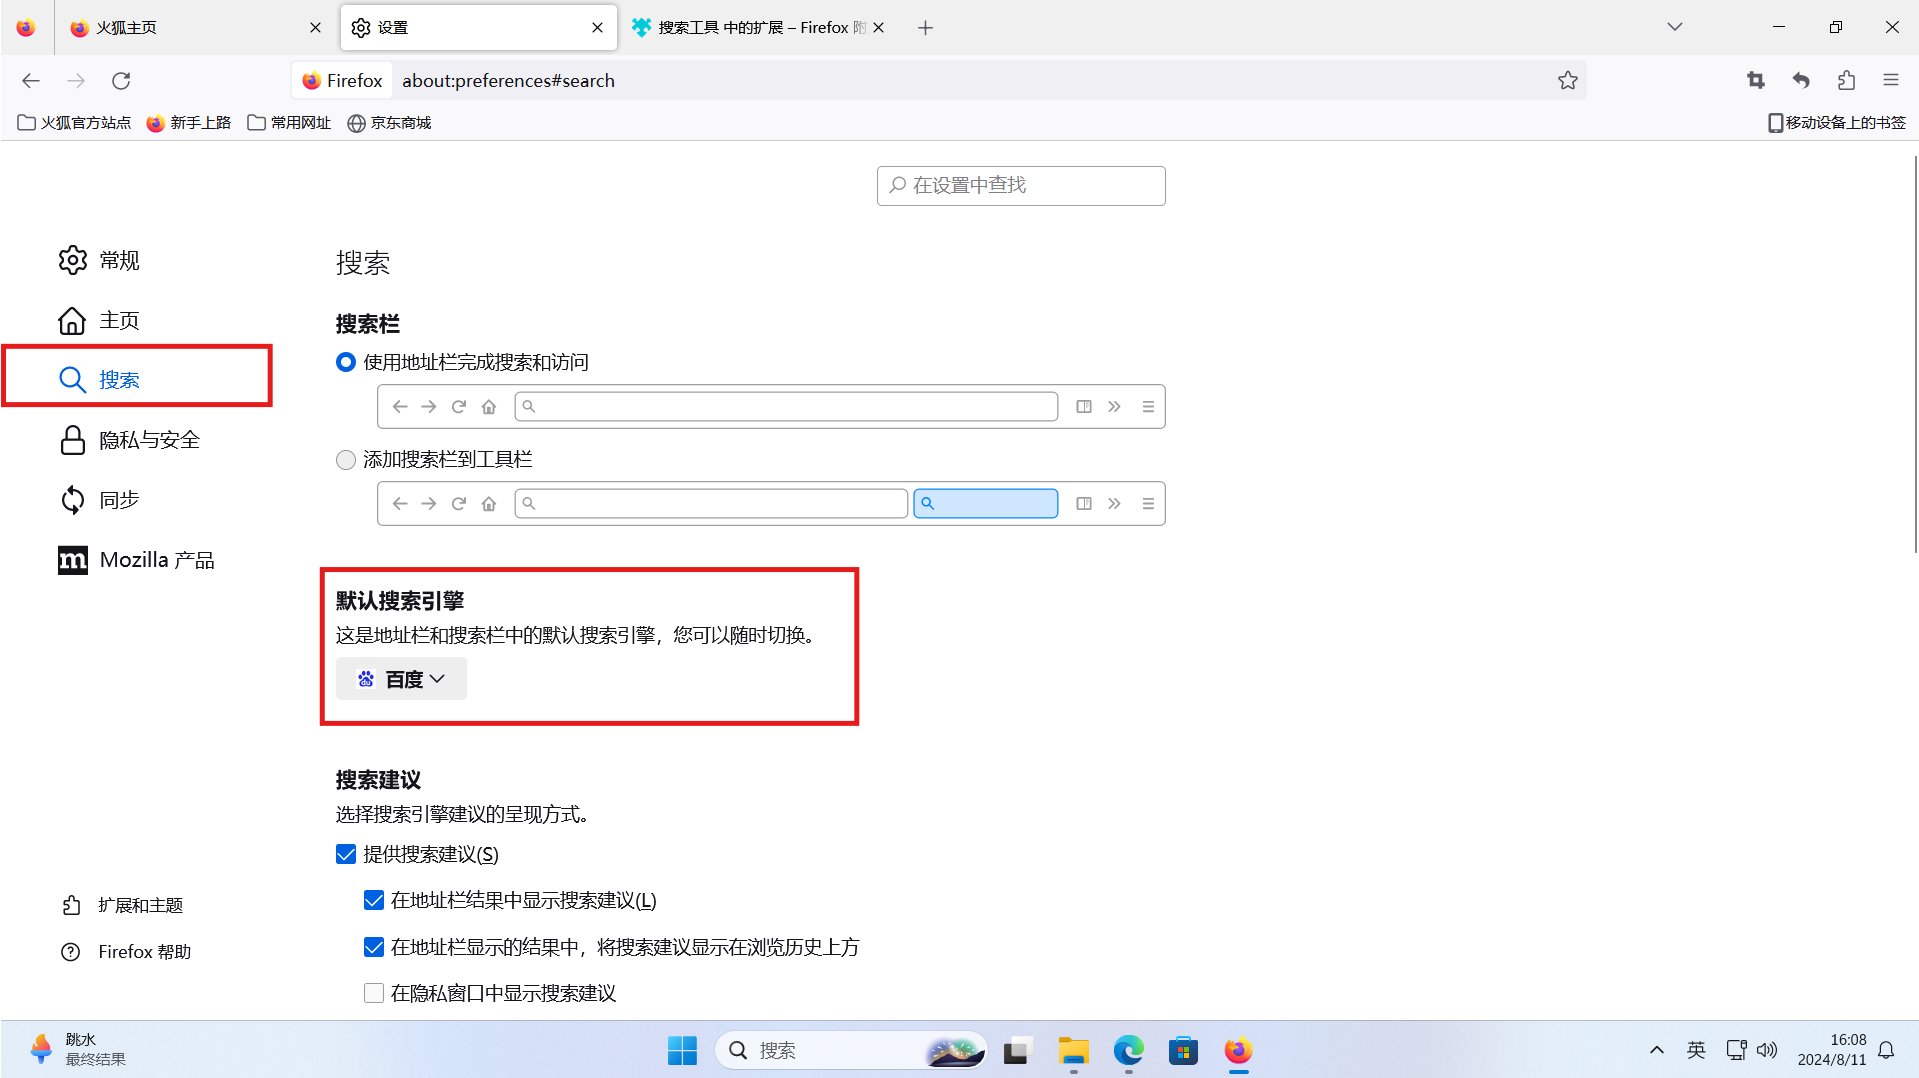 火狐主页
设置
搜索工具 中的扩展 – Firefox 附
Firefox
about:preferences#search
火狐官方站点
新手上路
常用网址
京东商城
移动设备上的书签
在设置中查找
常规
主页
搜索
隐私与安全
同步
m Mozilla 产品
扩展和主题
Firefox 帮助
搜索
搜索栏
使用地址栏完成搜索和访问
添加搜索栏到工具栏
默认搜索引擎
这是地址栏和搜索栏中的默认搜索引擎，您可以随时切换。
百度
搜索建议
选择搜索引擎建议的呈现方式。
提供搜索建议(S)
在地址栏结果中显示搜索建议(L)
在地址栏显示的结果中，将搜索建议显示在浏览历史上方
在隐私窗口中显示搜索建议
跳水
最终结果
搜索
英
16:08
2024/8/11